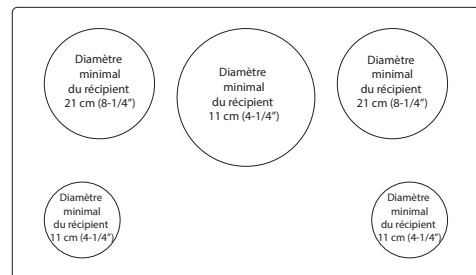 Diamètre
minimal
du récipient
21 cm (8-1/4”)
Diamètre
minimal
du récipient
11 cm (4-1/4”)
Diamètre
minimal
du récipient
21 cm (8-1/4”)
Diamètre
minimal
du récipient
11 cm (4-1/4”)
Diamètre
minimal
du récipient
11 cm (4-1/4”)